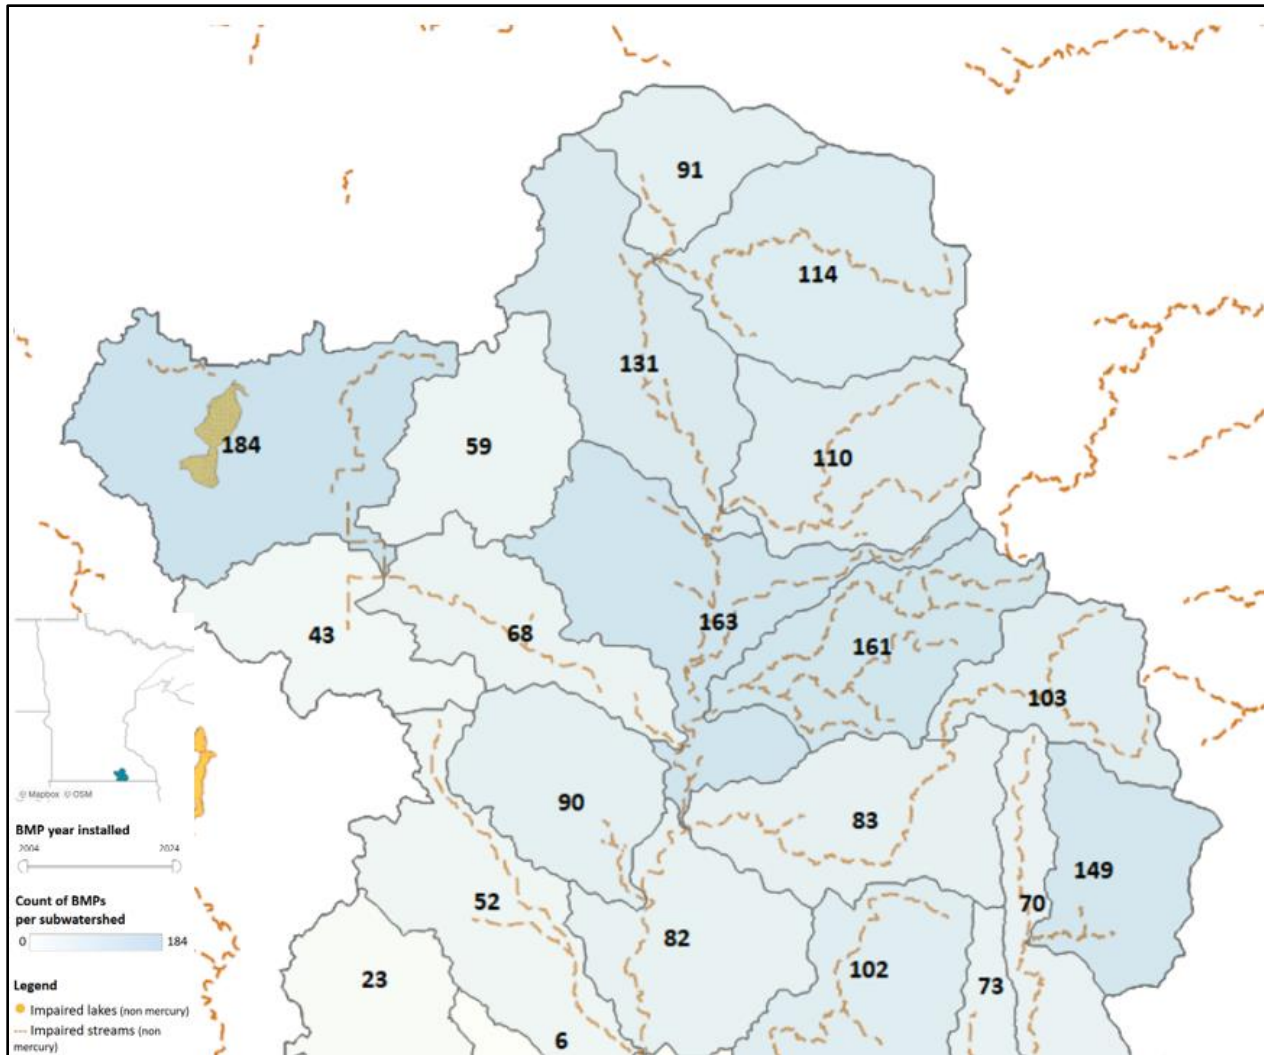 91
114
131
110
184
59
163
161
43
68
103
90
83
149
52
70
82
102
73
23
6
© Mapbox © OSM
BMP year installed
2004 2024
Count of BMPs
per subwatershed
0 184
Legend
Impaired lakes (non mercury)
Impaired streams (non
mercury)